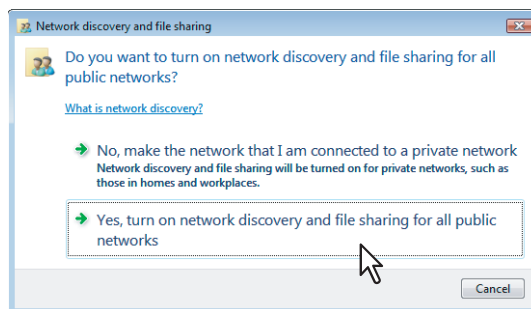 Network discovery and file sharing
Do you want to turn on network discovery and file sharing for all
public networks?
What is network discovery?
No, make the network that I am connected to a private network
Network discovery and file sharing will be turned on for private networks, such as
those in homes and workplaces.
Yes, turn on network discovery and file sharing for all public
networks
Cancel